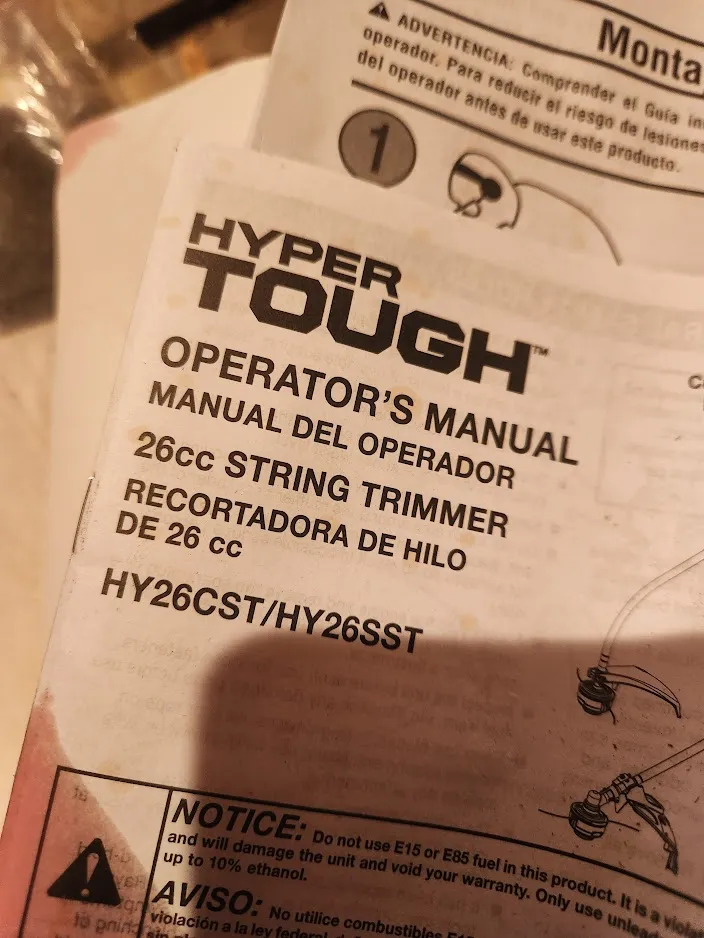 Monta
ADVERTENCIA: Comprender el Guía
operador. Para reducir el riesgo de lesiones
del operador antes de usar este producto.
1
HYPER
TOUGH™
OPERATOR'S MANUAL
MANUAL DEL OPERADOR
26cc STRING TRIMMER
RECORTADORA DE HILO
DE 26 cc
HY26CST/HY26SST
NOTICE: Do not use E15 or E85 fuel in this product. It is a
and will damage the unit and void your warranty. Only use
up to 10% ethanol.
AVISO: No utilice combustibles
violación a la ley federal,